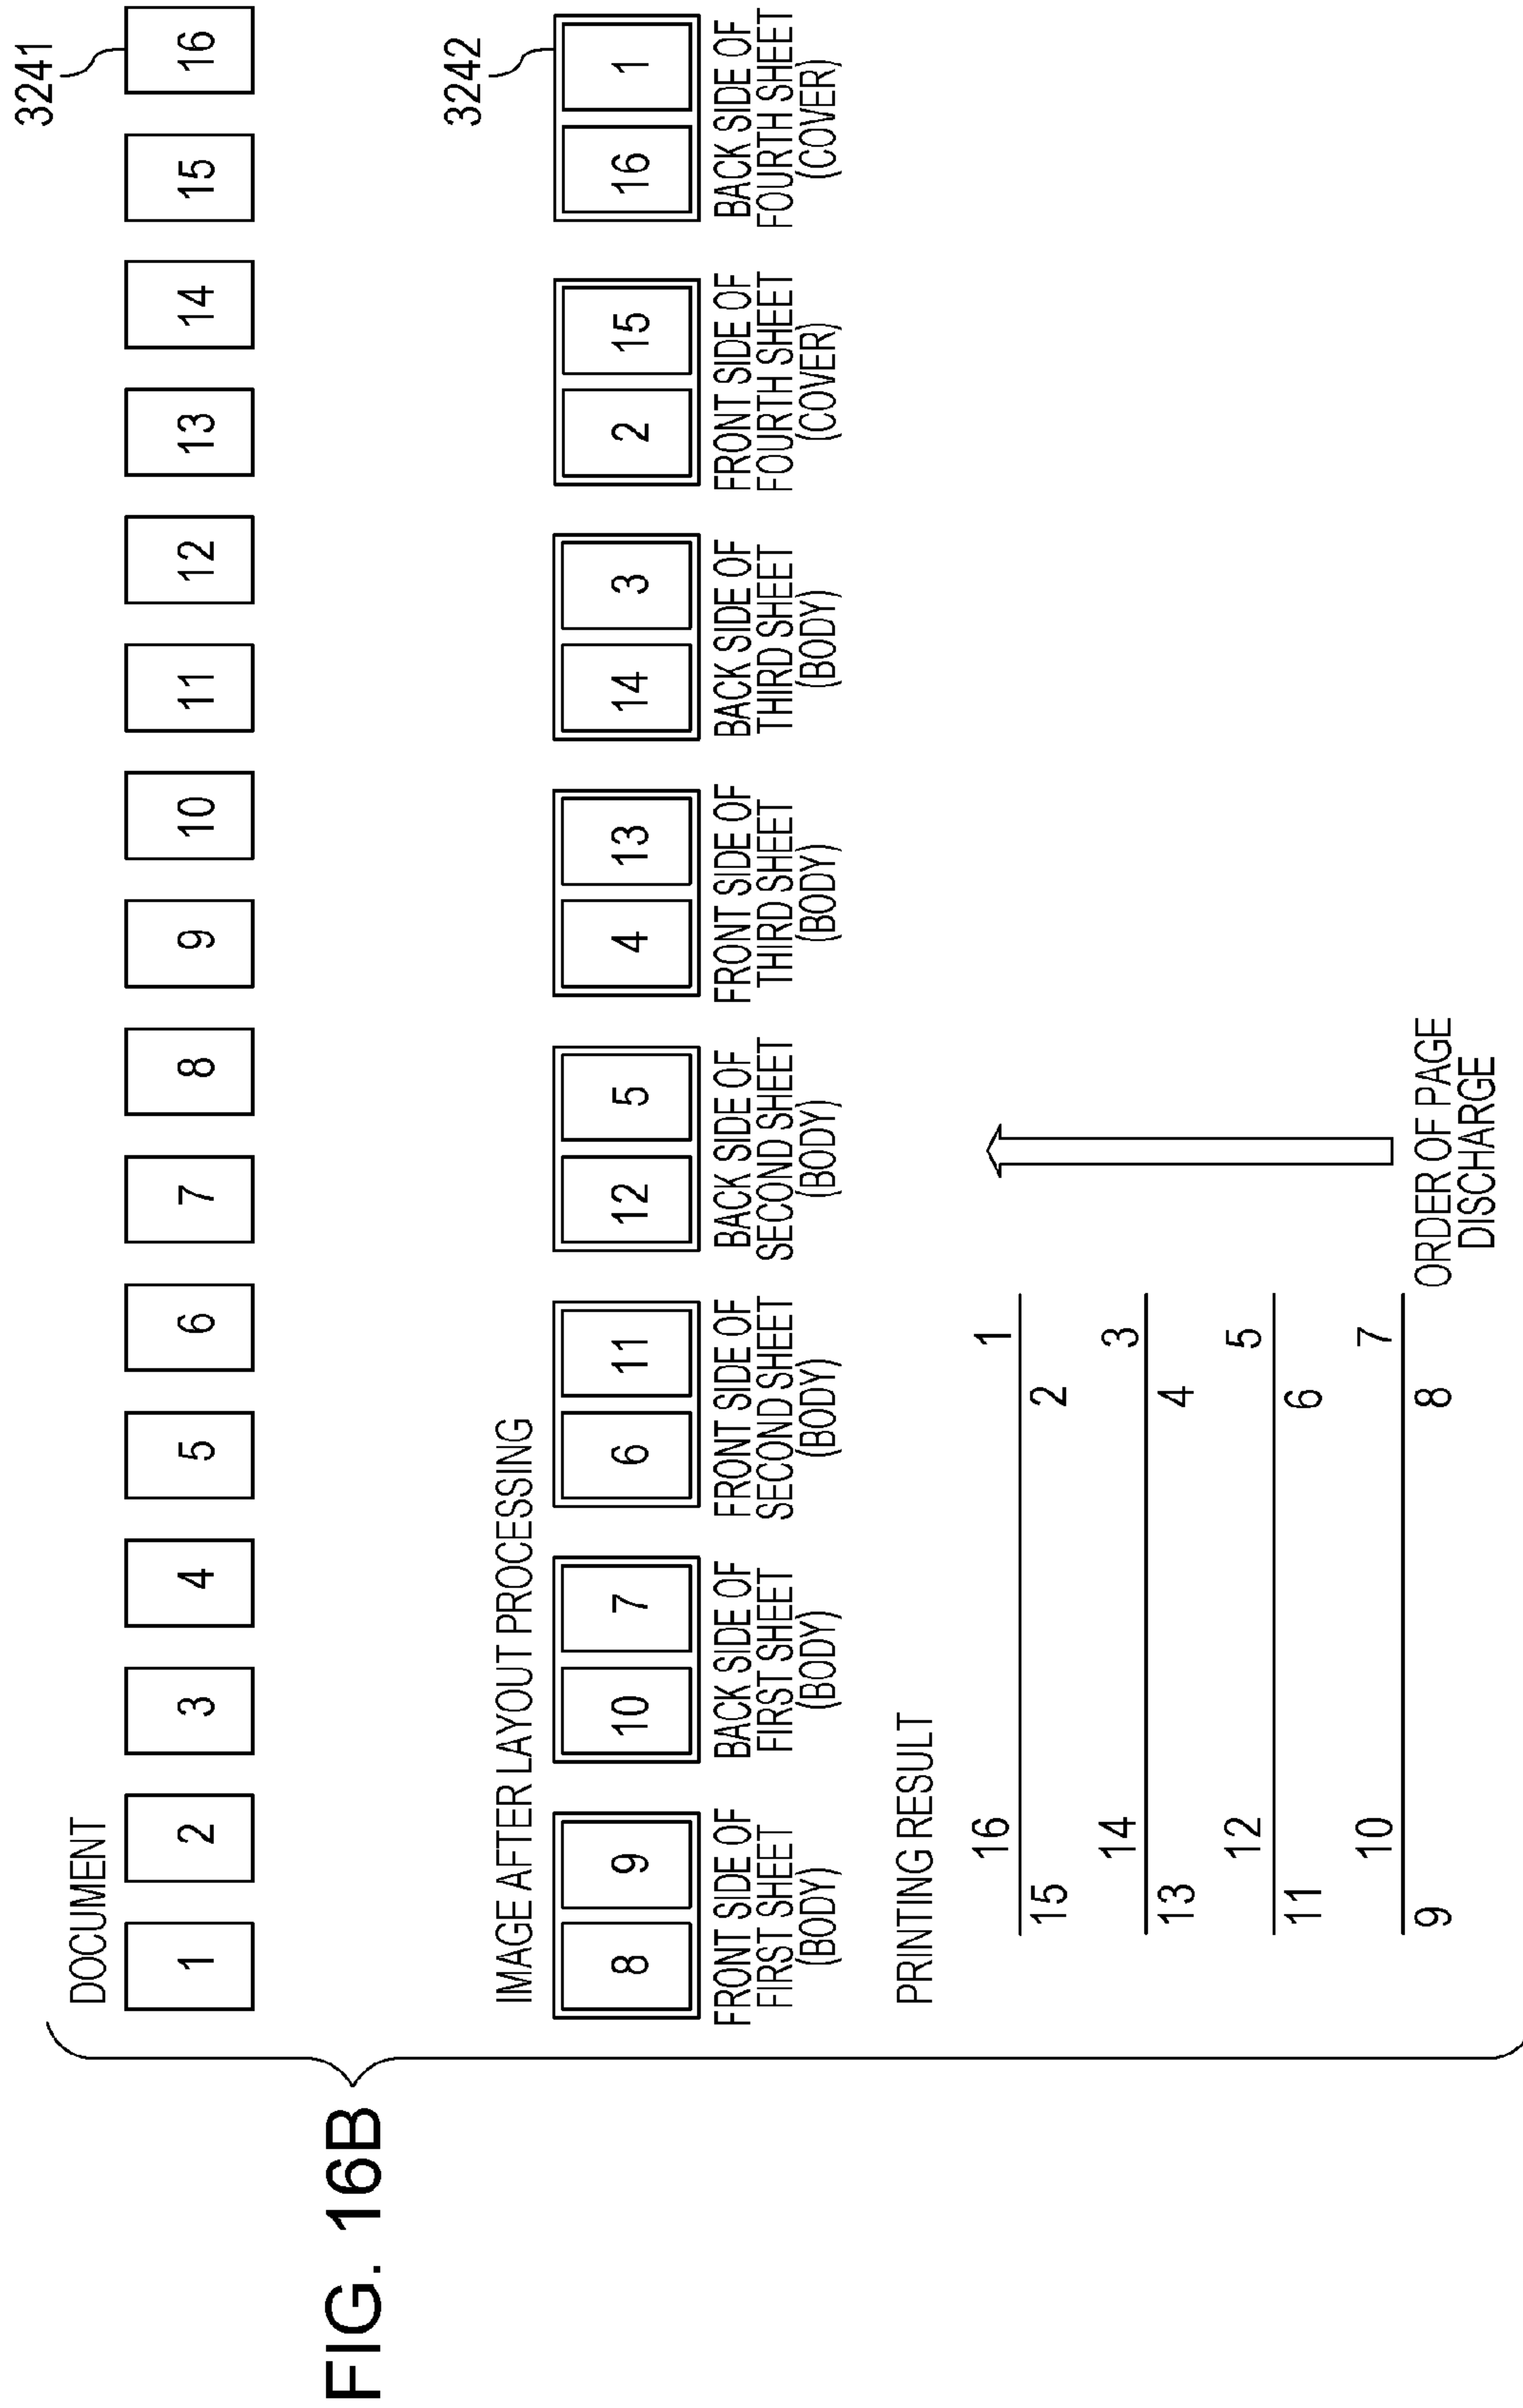 FIG. 16B
DOCUMENT
3241
1 2 3 4 5 6 7 8 9 10 11 12 13 14 15 16
IMAGE AFTER LAYOUT PROCESSING
3242
8 9 10 7 6 11 12 5 4 13 14 3 2 15 16 1
FRONT SIDE OF
FIRST SHEET
(BODY)
BACK SIDE OF
FIRST SHEET
(BODY)
FRONT SIDE OF
SECOND SHEET
(BODY)
BACK SIDE OF
SECOND SHEET
(BODY)
FRONT SIDE OF
THIRD SHEET
(BODY)
BACK SIDE OF
THIRD SHEET
(BODY)
FRONT SIDE OF
FOURTH SHEET
(COVER)
BACK SIDE OF
FOURTH SHEET
(COVER)
PRINTING RESULT
16 1
15 2
14 3
13 4
12 5
11 6
10 7
9 8
ORDER OF PAGE
DISCHARGE